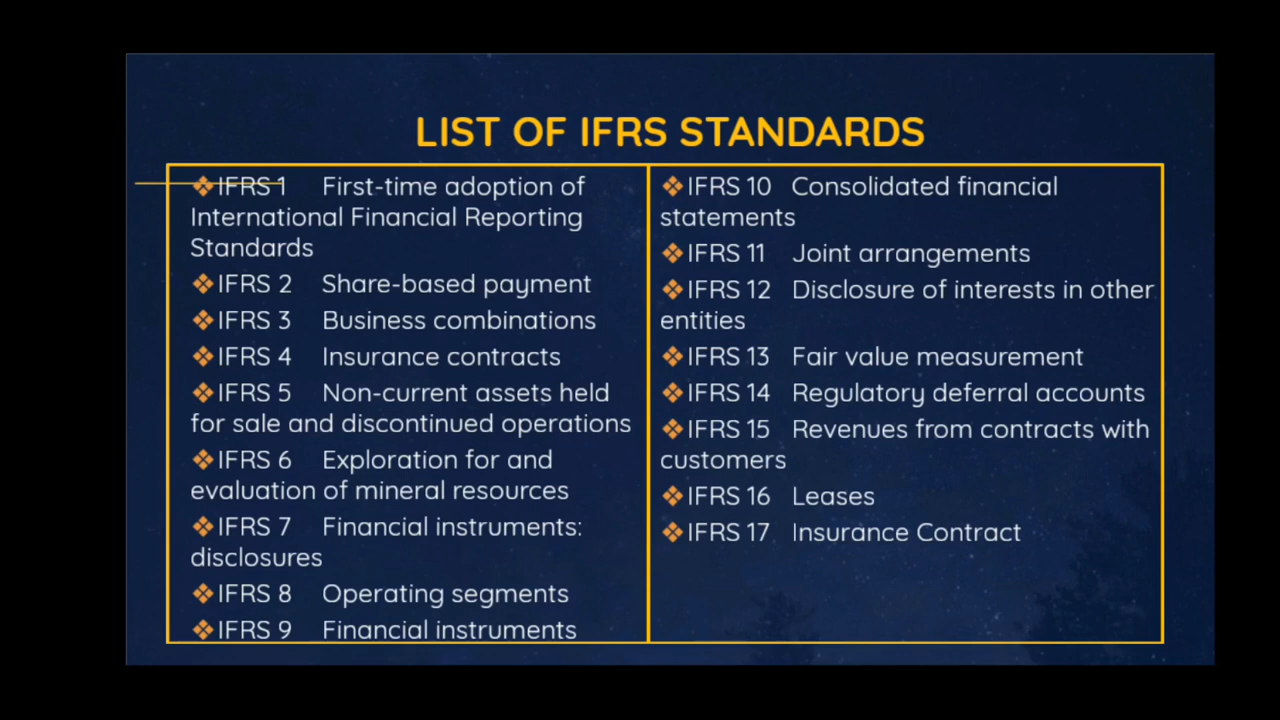 LIST OF IFRS STANDARDS
❖IFRS 1 First-time adoption of
International Financial Reporting
Standards
❖IFRS 2 Share-based payment
❖IFRS 3 Business combinations
❖IFRS 4 Insurance contracts
❖IFRS 5 Non-current assets held
for sale and discontinued operations
❖IFRS 6 Exploration for and
evaluation of mineral resources
❖IFRS 7 Financial instruments:
disclosures
❖IFRS 8 Operating segments
❖IFRS 9 Financial instruments
❖IFRS 10 Consolidated financial
statements
❖IFRS 11 Joint arrangements
❖IFRS 12 Disclosure of interests in other
entities
❖IFRS 13 Fair value measurement
❖IFRS 14 Regulatory deferral accounts
❖IFRS 15 Revenues from contracts with
customers
❖IFRS 16 Leases
❖IFRS 17 Insurance Contract